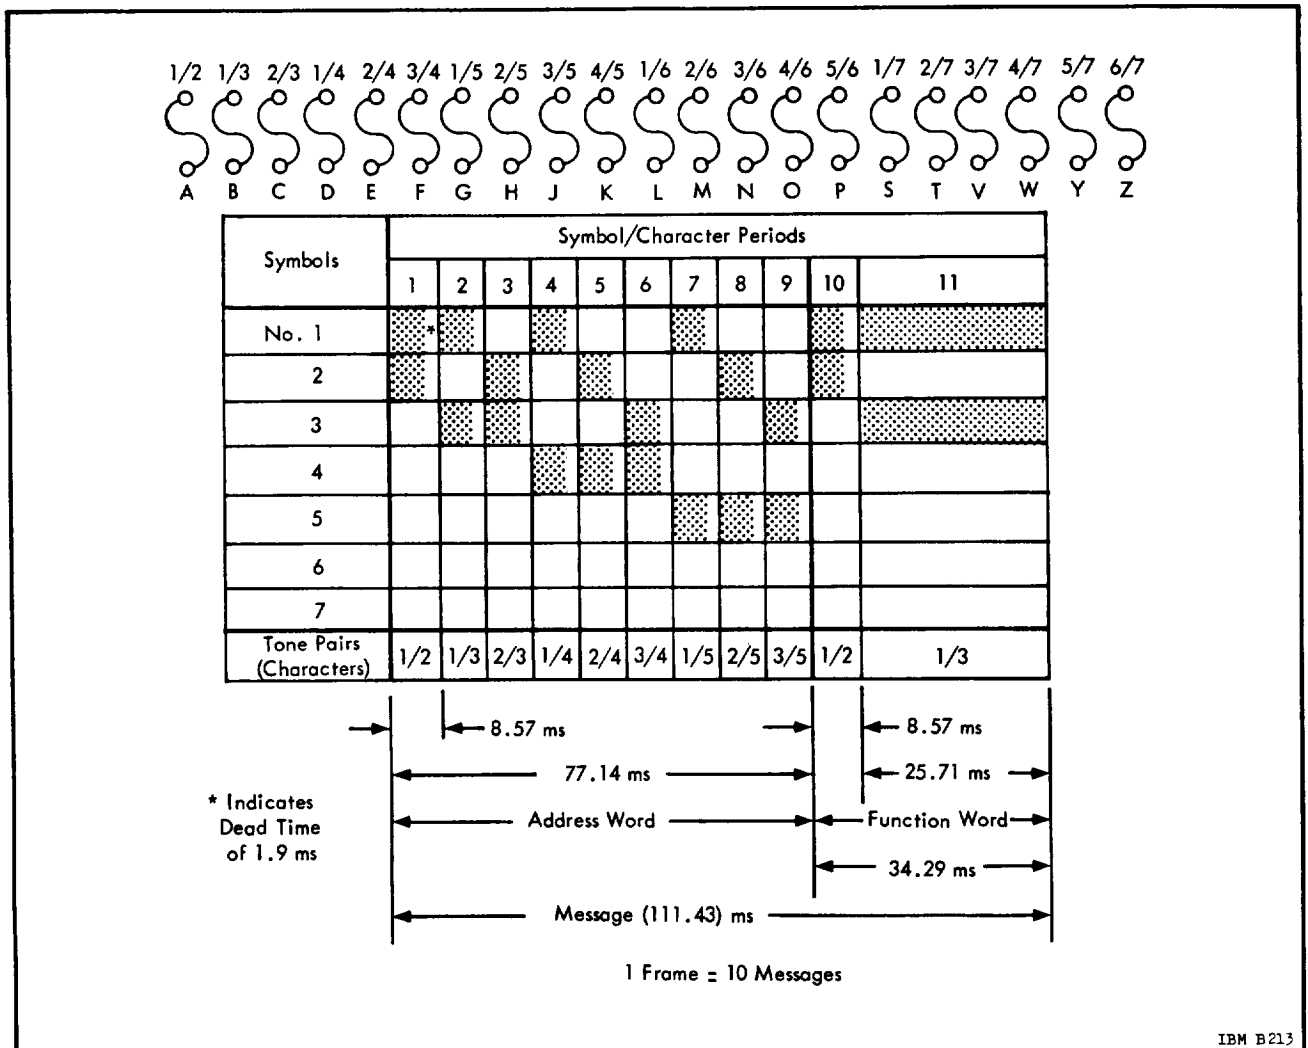 1/2 1/3 2/3 1/4 2/4 3/4 1/5 2/5 3/5 4/5 1/6 2/6 3/6 4/6 5/6 1/7 2/7 3/7 4/7 5/7 6/7
A B C D E F G H J K L M N O P S T V W Y Z
Symbols
Symbol/Character Periods
1 2 3 4 5 6 7 8 9 10 11
No. 1
*
2
3
4
5
6
7
Tone Pairs
(Characters)
1/2 1/3 2/3 1/4 2/4 3/4 1/5 2/5 3/5 1/2 1/3
8.57 ms
8.57 ms
77.14 ms
25.71 ms
* Indicates
Dead Time
of 1.9 ms
Address Word
Function Word
34.29 ms
Message (111.43) ms
1 Frame = 10 Messages
IBM B213